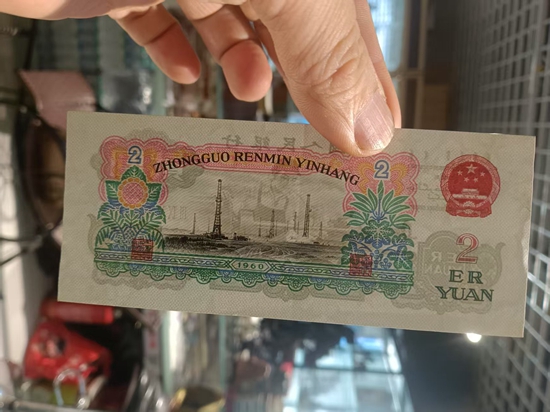 2
2
ZHONGGUO RENMIN YINHANG
1960
2
ER
YUAN